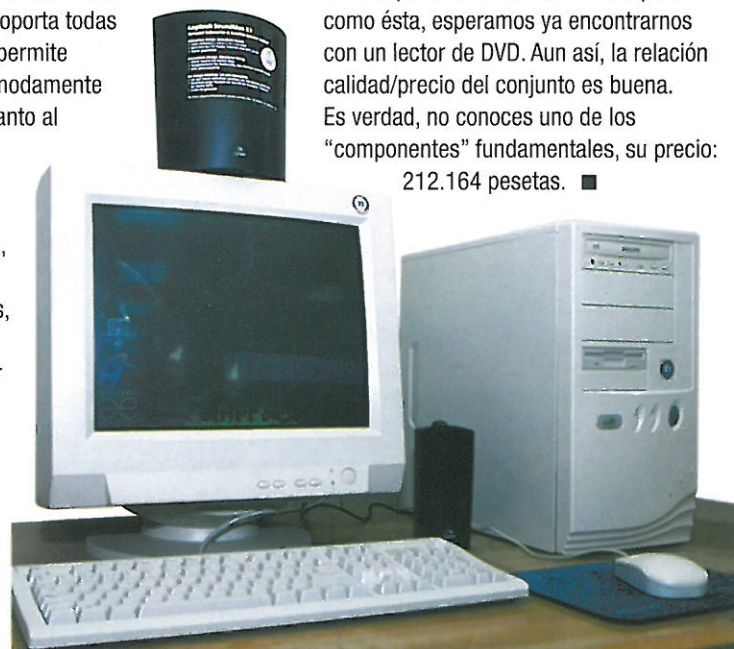 oporta todas
permite
nodamente
anto al
,
s,
.
como ésta, esperamos ya encontrarnos
con un lector de DVD. Aun así, la relación
calidad/precio del conjunto es buena.
Es verdad, no conoces uno de los
“componentes” fundamentales, su precio:
212.164 pesetas. ■
Logitech SoundMan